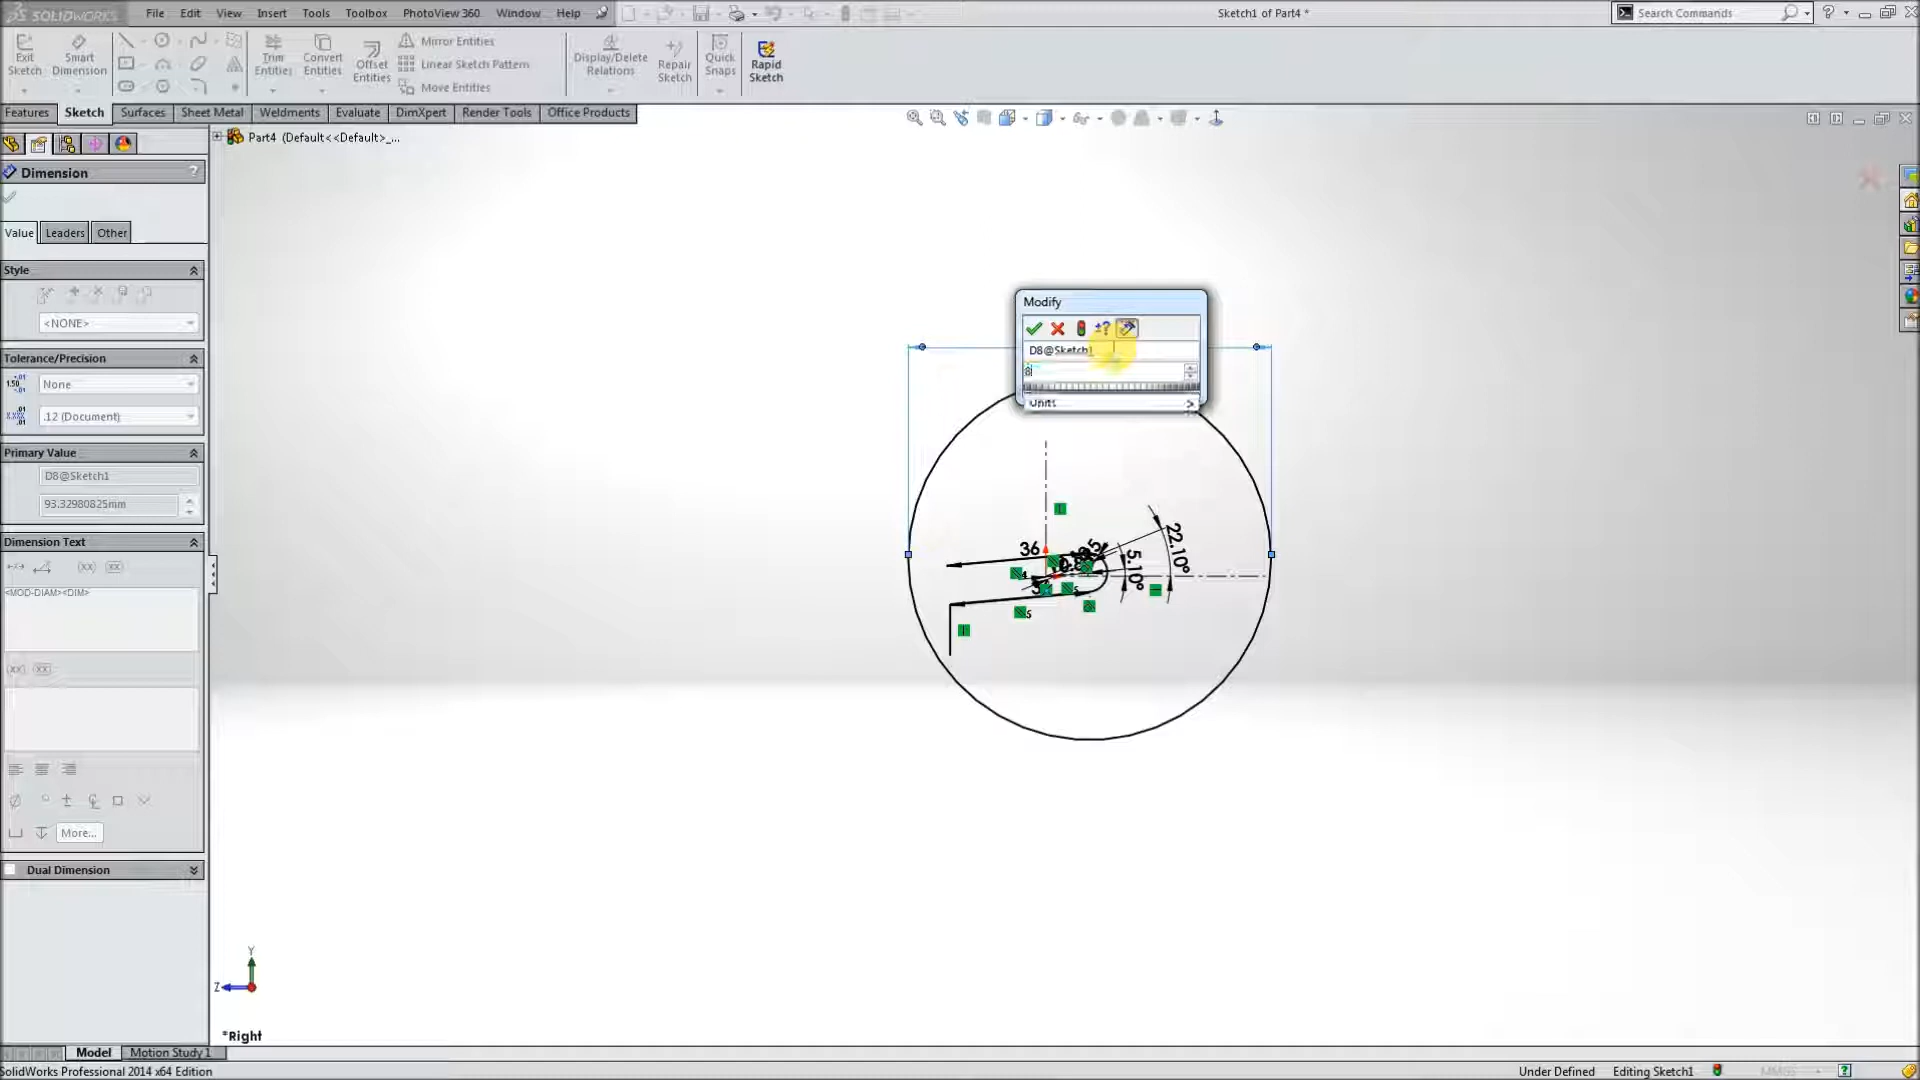 SOLIDWORKS
File Edit View Insert Tools Toolbox PhotoView 360 Window Help
Sketch1 of Part4 *
Search Commands
Exit Sketch
Smart Dimension
Trim Entities
Convert Entities
Offset Entities
Mirror Entities
Linear Sketch Pattern
Move Entities
Display/Delete Relations
Repair Sketch
Quick Snaps
Rapid Sketch
Features Sketch Surfaces Sheet Metal Weldments Evaluate DimXpert Render Tools Office Products
Part4 (Default<<Default>_...
Dimension ?
Value Leaders Other
Style
<NONE>
Tolerance/Precision
None
.12 (Document)
Primary Value
D8@Sketch1
93.32980825mm
Dimension Text
<MOD-DIAM><DIM>
More...
Dual Dimension
Modify
D8@Sketch1
8
Units
36
5.10°
22.10°
Y
Z
*Right
Model Motion Study 1
SolidWorks Professional 2014 x64 Edition
Under Defined Editing Sketch1 MMGS